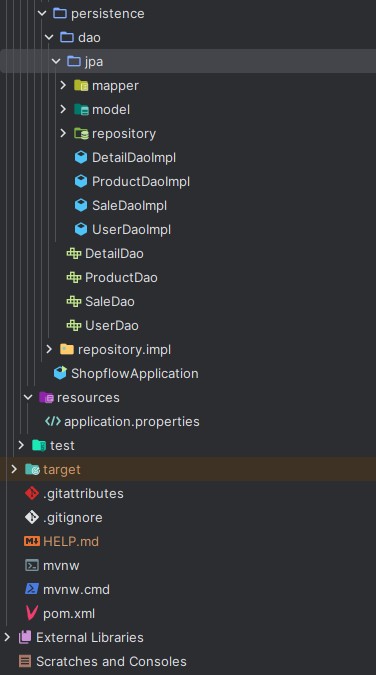 persistence
dao
jpa
mapper
model
repository
DetailDaoImpl
ProductDaoImpl
SaleDaoImpl
UserDaoImpl
DetailDao
ProductDao
SaleDao
UserDao
repository.impl
ShopflowApplication
resources
application.properties
test
target
.gitattributes
.gitignore
HELP.md
mvnw
mvnw.cmd
pom.xml
External Libraries
Scratches and Consoles